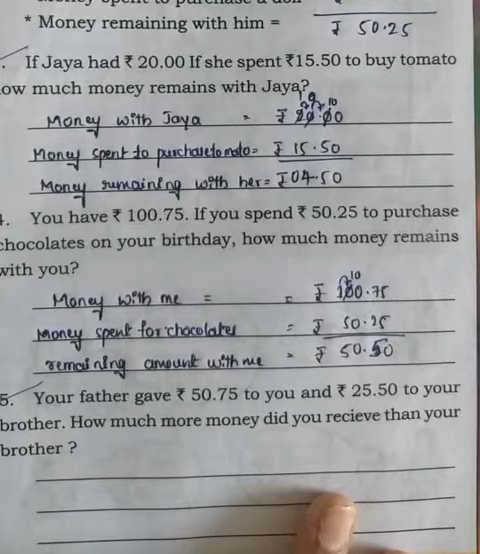 * Money remaining with him = ₹ 50.25
If Jaya had ₹ 20.00 If she spent ₹15.50 to buy tomato
ow much money remains with Jaya?
Money with Jaya = ₹ 20.00
Money spent to purchase tomato = ₹ 15.50
Money remaining with her = ₹ 04.50
4. You have ₹ 100.75. If you spend ₹ 50.25 to purchase
chocolates on your birthday, how much money remains
with you?
Money with me = = ₹ 100.75
Money spent for chocolates = ₹ 50.25
remaining amount with me = ₹ 50.50
5. Your father gave ₹ 50.75 to you and ₹ 25.50 to your
brother. How much more money did you recieve than your
brother ?